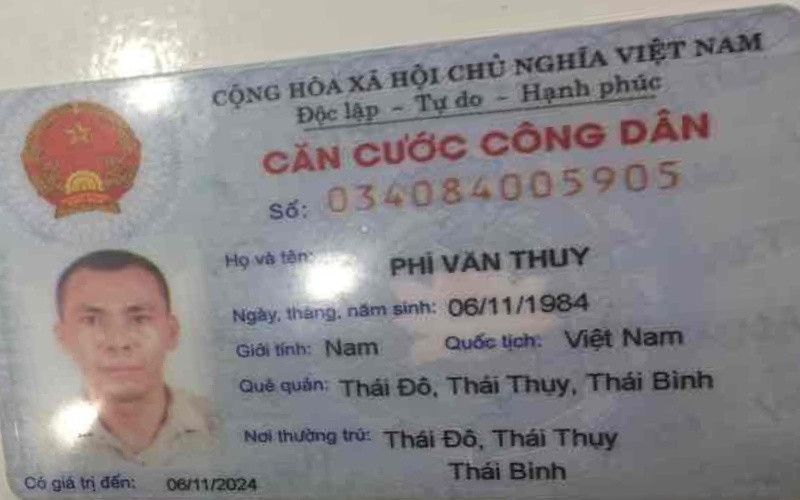 CỘNG HÒA XÃ HỘI CHỦ NGHĨA VIỆT NAM
Độc lập - Tự do - Hạnh phúc
CĂN CƯỚC CÔNG DÂN
Số: 034084005905
Họ và tên: PHÍ VĂN THUY
Ngày, tháng, năm sinh: 06/11/1984
Giới tính: Nam Quốc tịch: Việt Nam
Quê quán: Thái Đô, Thái Thụy, Thái Bình
Nơi thường trú: Thái Đô, Thái Thụy
Thái Bình
Có giá trị đến: 06/11/2024